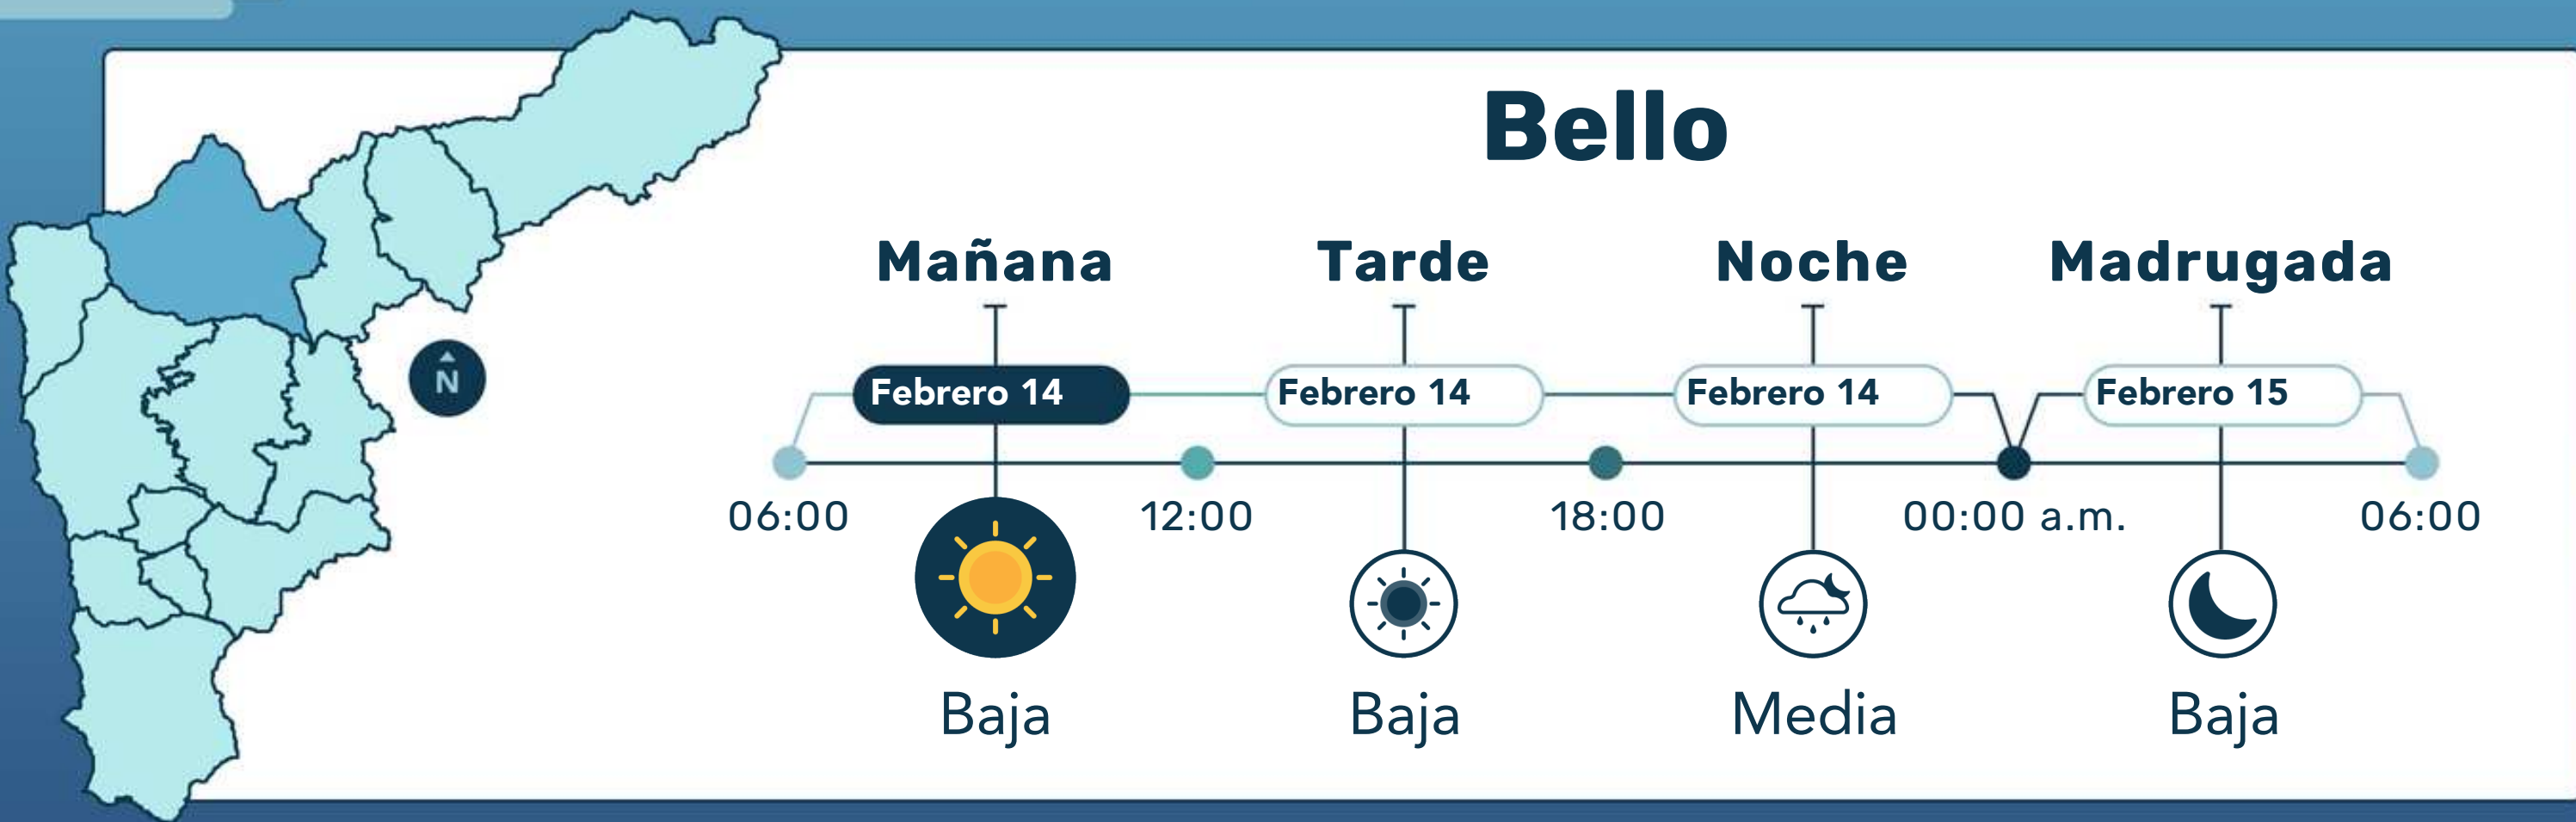 Bello
Mañana Tarde Noche Madrugada
Febrero 14 Febrero 14 Febrero 14 Febrero 15
N
06:00 12:00 18:00 00:00 a.m. 06:00
Baja Baja Media Baja